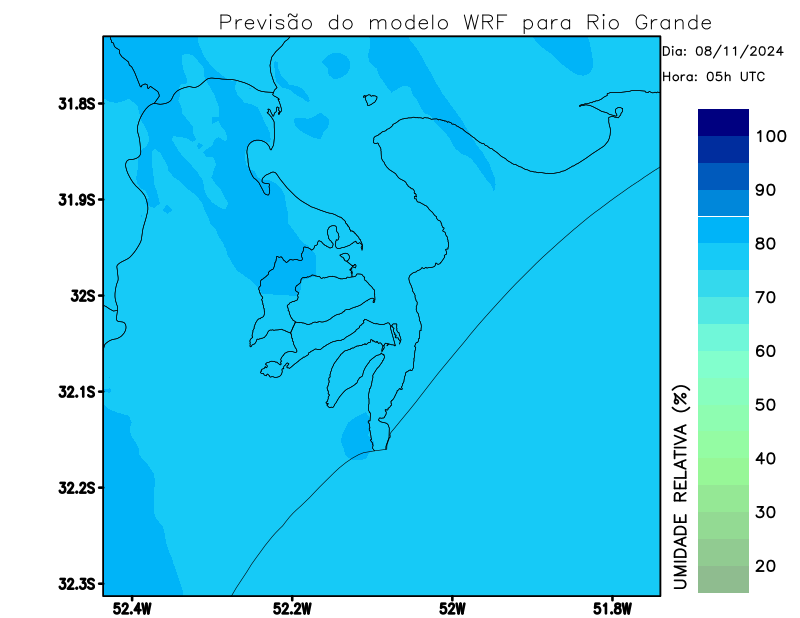 Previsão do modelo WRF para Rio Grande
Dia: 08/11/2024
Hora: 05h UTC
31.8S
31.9S
32S
32.1S
32.2S
32.3S
52.4W
52.2W
52W
51.8W
100
90
80
70
60
50
40
30
20
UMIDADE RELATIVA (%)